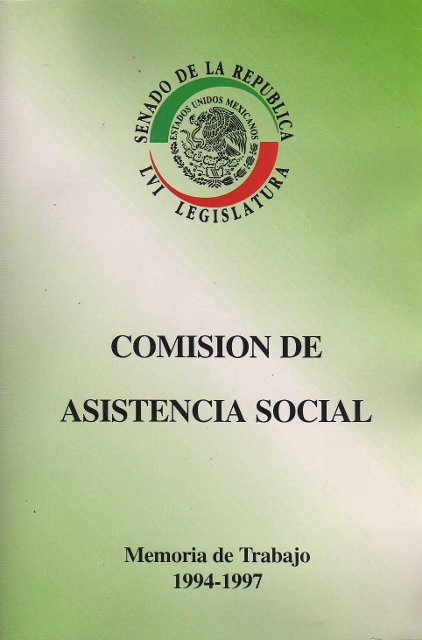 SENADO DE LA REPUBLICA
ESTADOS UNIDOS MEXICANOS
LVI LEGISLATURA
COMISION DE
ASISTENCIA SOCIAL
Memoria de Trabajo
1994-1997